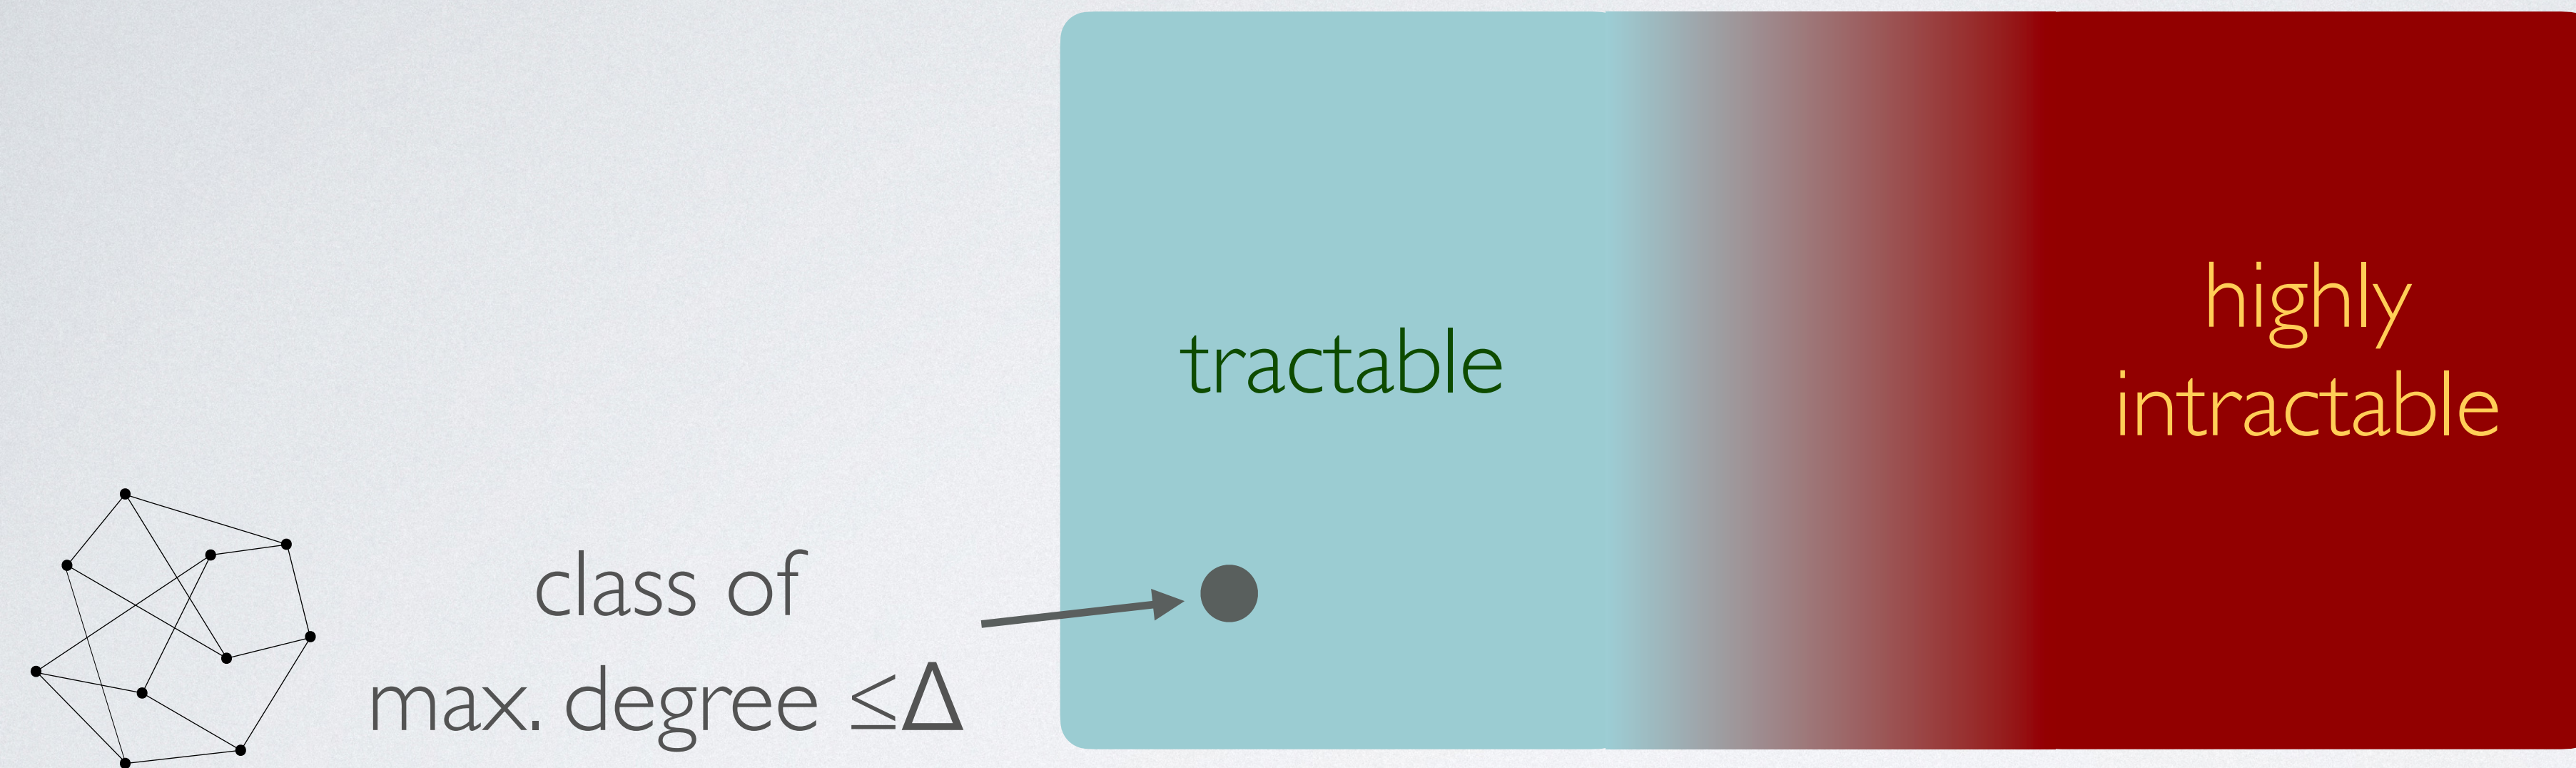 tractable
highly
intractable
class of
max. degree ≤Δ